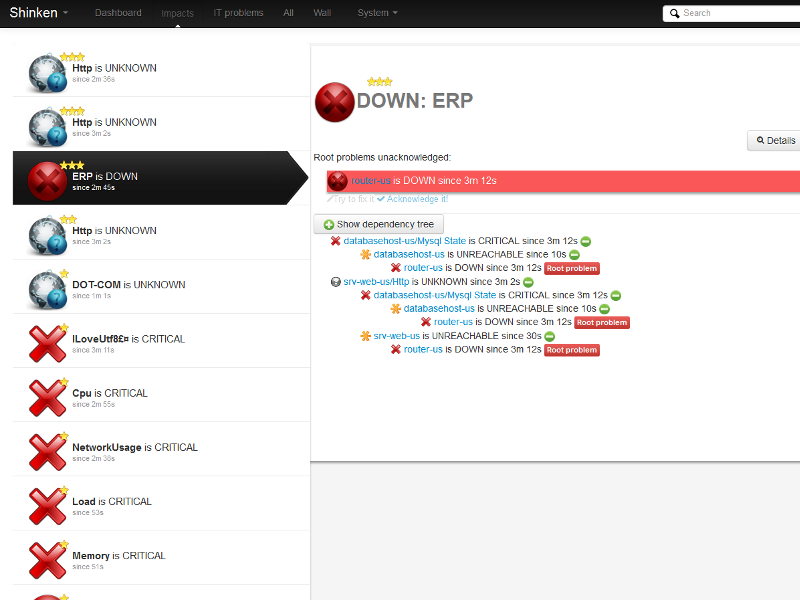 Shinken Dashboard Impacts IT problems All Wall System Search
Http is UNKNOWN
since 2m 36s
Http is UNKNOWN
since 3m 2s
ERP is DOWN
since 2m 45s
Http is UNKNOWN
since 3m 2s
DOT-COM is UNKNOWN
since 1m 1s
ILoveUtf8£¤ is CRITICAL
since 3m 11s
Cpu is CRITICAL
since 2m 55s
NetworkUsage is CRITICAL
since 2m 38s
Load is CRITICAL
since 53s
Memory is CRITICAL
since 51s
DOWN: ERP
Details
Root problems unacknowledged:
router-us is DOWN since 3m 12s
Try to fix it Acknowledge it!
Show dependency tree
databasehost-us/Mysql State is CRITICAL since 3m 12s
databasehost-us is UNREACHABLE since 10s
router-us is DOWN since 3m 12s Root problem
srv-web-us/Http is UNKNOWN since 3m 2s
databasehost-us/Mysql State is CRITICAL since 3m 12s
databasehost-us is UNREACHABLE since 10s
router-us is DOWN since 3m 12s Root problem
srv-web-us is UNREACHABLE since 30s
router-us is DOWN since 3m 12s Root problem